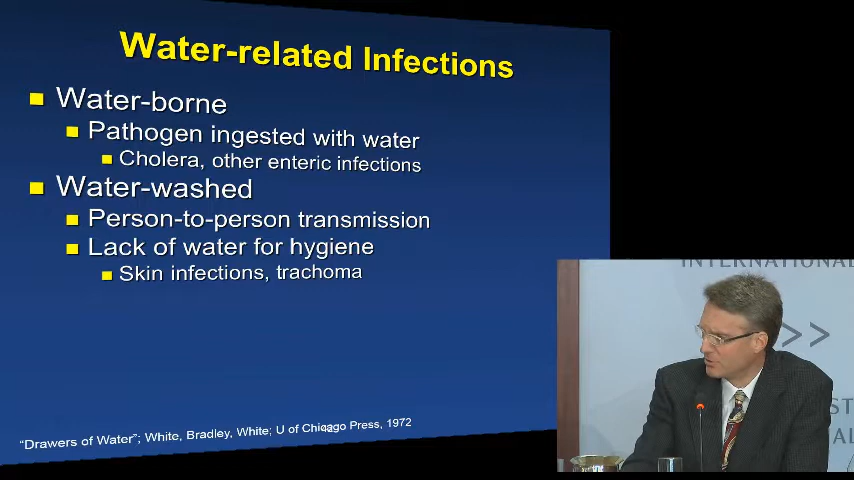 Water-related Infections
Water-borne
Pathogen ingested with water
Cholera, other enteric infections
Water-washed
Person-to-person transmission
Lack of water for hygiene
Skin infections, trachoma
"Drawers of Water"; White, Bradley, White; U of Chicago Press, 1972
INTERNATIONAL
>>